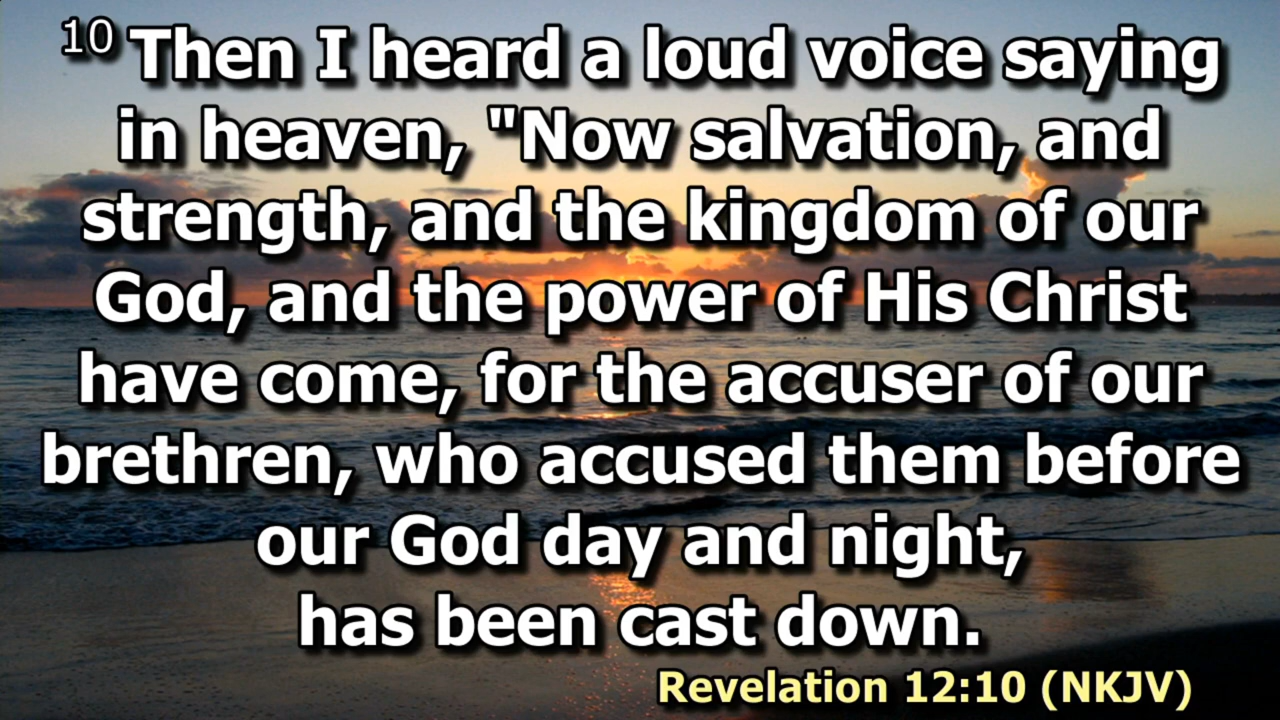 10 Then I heard a loud voice saying
in heaven, "Now salvation, and
strength, and the kingdom of our
God, and the power of His Christ
have come, for the accuser of our
brethren, who accused them before
our God day and night,
has been cast down.
Revelation 12:10 (NKJV)